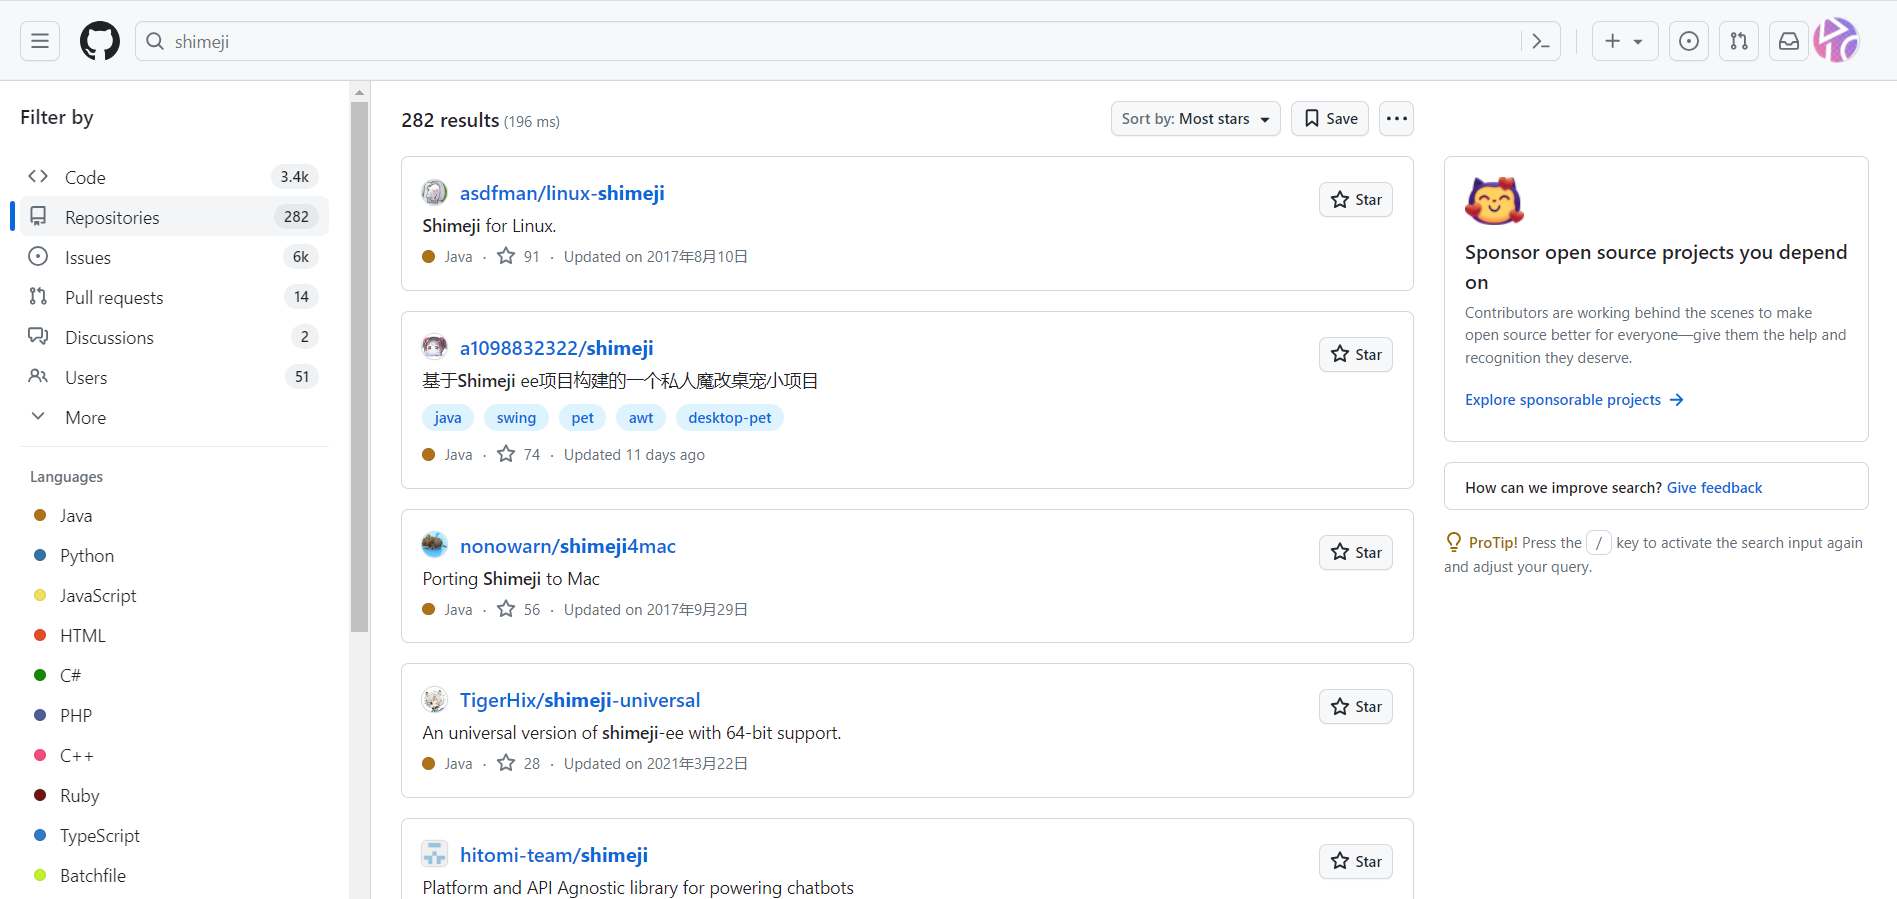 shimeji
Filter by
Code 3.4k
Repositories 282
Issues 6k
Pull requests 14
Discussions 2
Users 51
More
Languages
Java
Python
JavaScript
HTML
C#
PHP
C++
Ruby
TypeScript
Batchfile
282 results (196 ms)
Sort by: Most stars
Save
asdfman/linux-shimeji
Star
Shimeji for Linux.
Java · 91 · Updated on 2017年8月10日
a1098832322/shimeji
Star
基于Shimeji ee项目构建的一个私人魔改桌宠小项目
java swing pet awt desktop-pet
Java · 74 · Updated 11 days ago
nonowarn/shimeji4mac
Star
Porting Shimeji to Mac
Java · 56 · Updated on 2017年9月29日
TigerHix/shimeji-universal
Star
An universal version of shimeji-ee with 64-bit support.
Java · 28 · Updated on 2021年3月22日
hitomi-team/shimeji
Star
Platform and API Agnostic library for powering chatbots
Sponsor open source projects you depend
on
Contributors are working behind the scenes to make
open source better for everyone—give them the help and
recognition they deserve.
Explore sponsorable projects →
How can we improve search? Give feedback
ProTip! Press the / key to activate the search input again
and adjust your query.